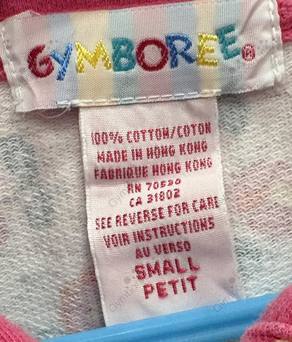 GYMBOREE®
100% COTTON/COTON
MADE IN HONG KONG
FABRIQUE HONG KONG
RN 70530
CA 31802
SEE REVERSE FOR CARE
VOIR INSTRUCTIONS
AU VERSO
SMALL
PETIT